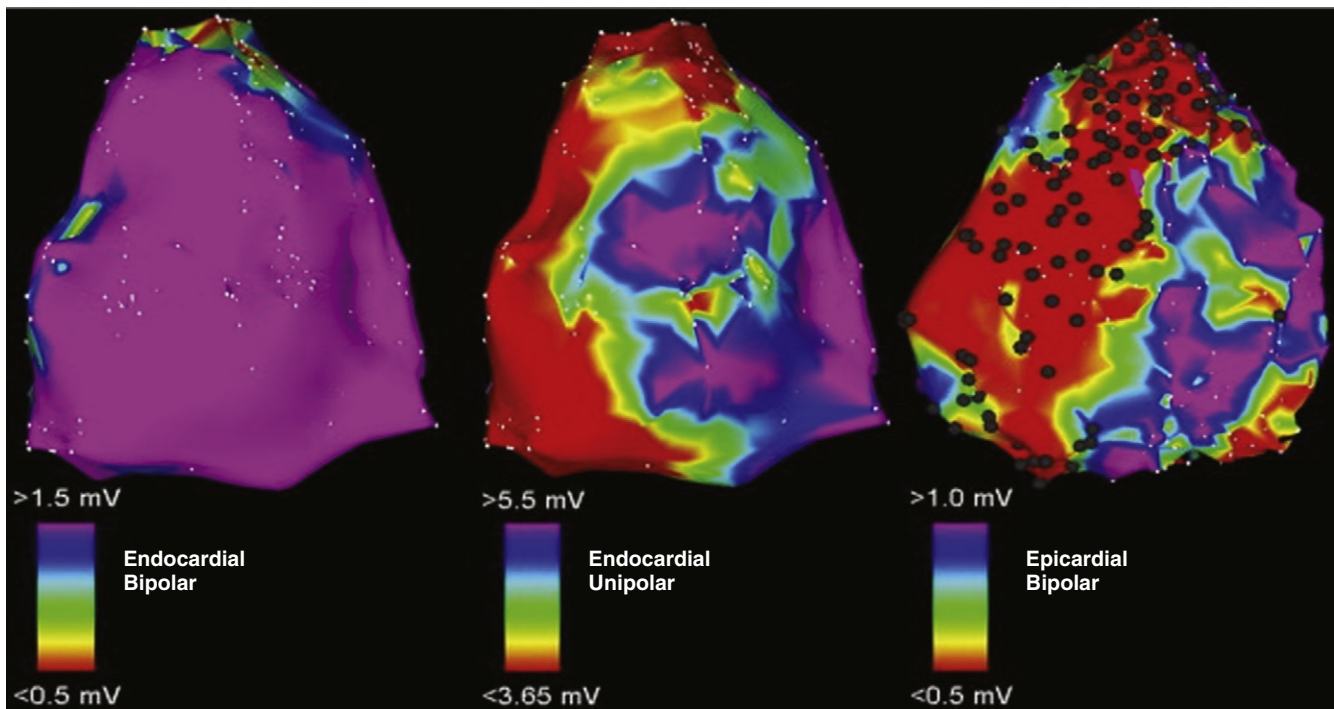 >1.5 mV
Endocardial
Bipolar
<0.5 mV
>5.5 mV
Endocardial
Unipolar
<3.65 mV
>1.0 mV
Epicardial
Bipolar
<0.5 mV